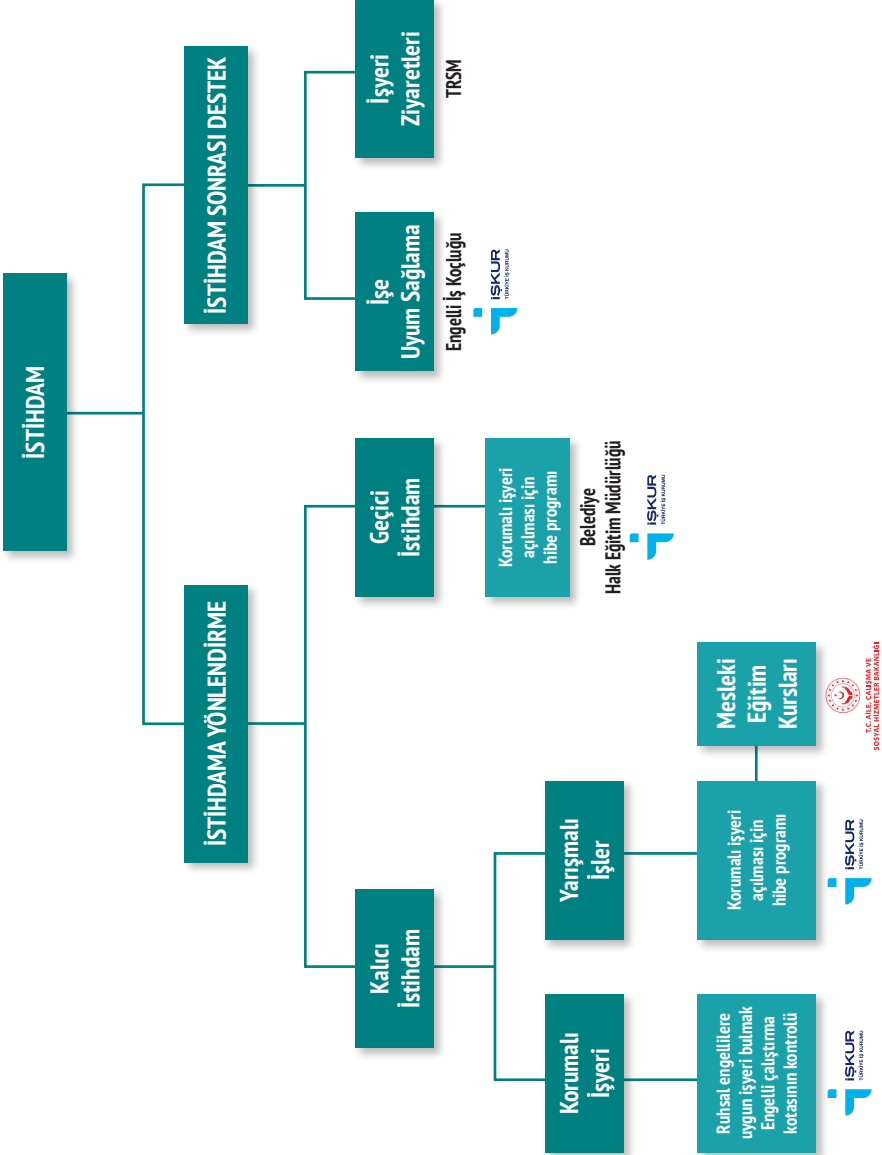 İSTİHDAM
İSTİHDAMA YÖNLENDİRME
İSTİHDAM SONRASI DESTEK
Kalıcı
İstihdam
Geçici
İstihdam
İşe
Uyum Sağlama
Engelli İş Koçluğu
İŞKUR
TÜRKİYE İŞ KURUMU
İşyeri
Ziyaretleri
TRSM
Korumalı işyeri
açılması için
hibe programı
Belediye
Halk Eğitim Müdürlüğü
İŞKUR
TÜRKİYE İŞ KURUMU
Korumalı
İşyeri
Yarışmalı
İşler
Ruhsal engellilere
uygun işyeri bulmak
Engelli çalıştırma
kotasının kontrolü
İŞKUR
TÜRKİYE İŞ KURUMU
Korumalı işyeri
açılması için
hibe programı
İŞKUR
TÜRKİYE İŞ KURUMU
Mesleki
Eğitim
Kursları
T.C. AİLE, ÇALIŞMA VE
SOSYAL HİZMETLER BAKANLIĞI